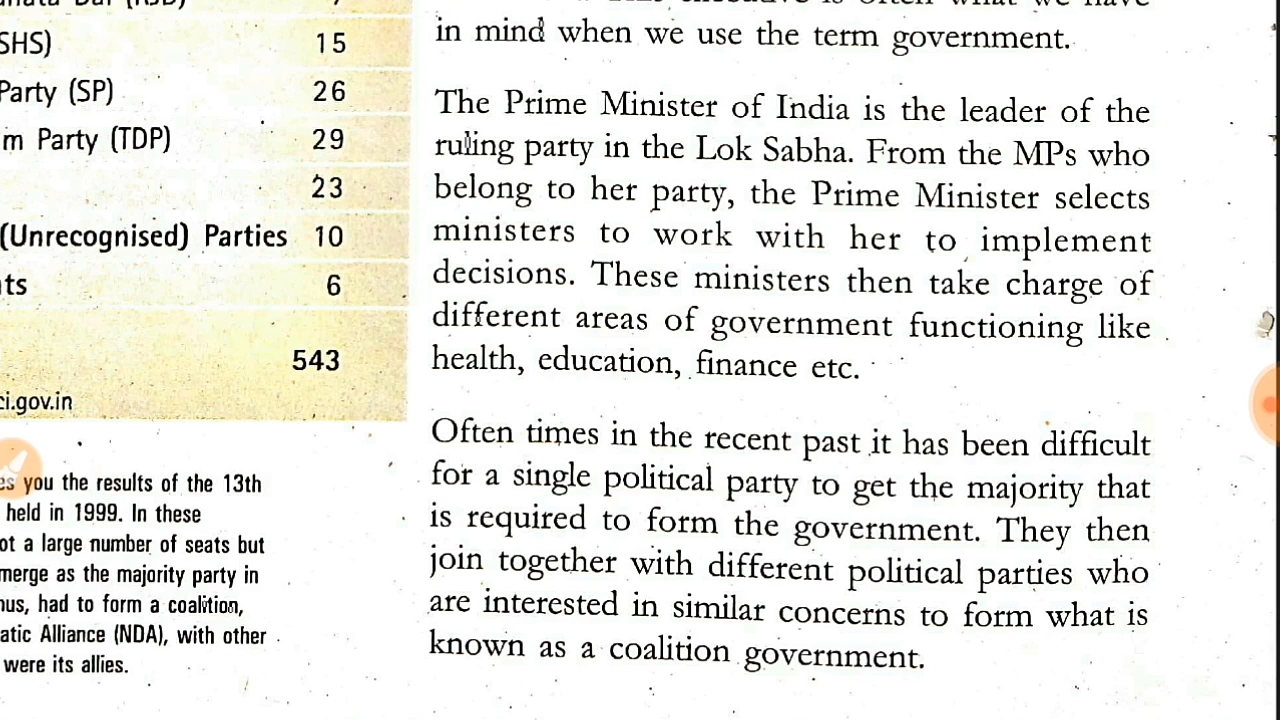 7
SHS) 15
Party (SP) 26
m Party (TDP) 29
23
(Unrecognised) Parties 10
ts 6
543
ci.gov.in
es you the results of the 13th
held in 1999. In these
ot a large number of seats but
merge as the majority party in
hus, had to form a coalition,
atic Alliance (NDA), with other
were its allies.
is often what we have
in mind when we use the term government.
The Prime Minister of India is the leader of the
ruling party in the Lok Sabha. From the MPs who
belong to her party, the Prime Minister selects
ministers to work with her to implement
decisions. These ministers then take charge of
different areas of government functioning like
health, education, finance etc.
Often times in the recent past it has been difficult
for a single political party to get the majority that
is required to form the government. They then
join together with different political parties who
are interested in similar concerns to form what is
known as a coalition government.